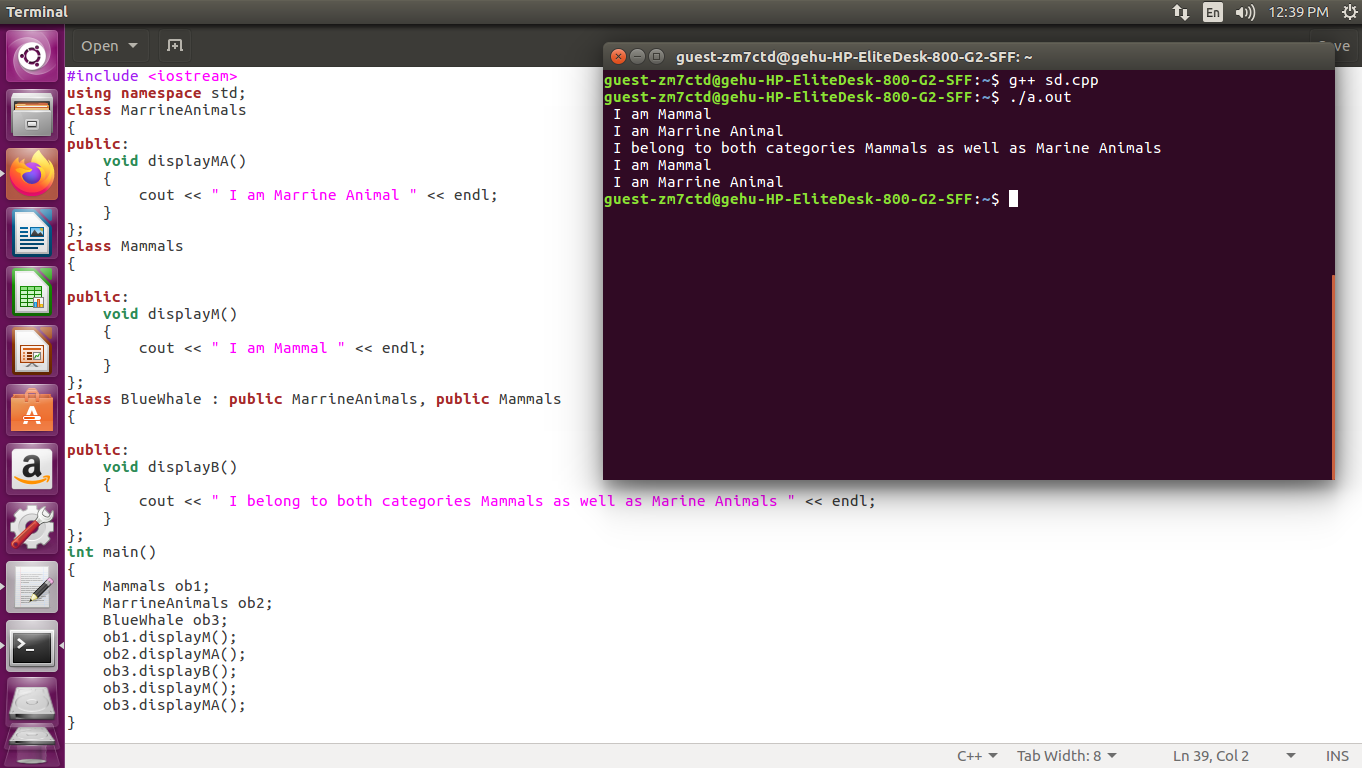 Terminal
En
12:39 PM
Open
ve
#include <iostream>
using namespace std;
class MarrineAnimals
{
public:
    void displayMA()
    {
        cout << " I am Marrine Animal " << endl;
    }
};
class Mammals
{

public:
    void displayM()
    {
        cout << " I am Mammal " << endl;
    }
};
class BlueWhale : public MarrineAnimals, public Mammals
{

public:
    void displayB()
    {
        cout << " I belong to both categories Mammals as well as Marine Animals " << endl;
    }
};
int main()
{
    Mammals ob1;
    MarrineAnimals ob2;
    BlueWhale ob3;
    ob1.displayM();
    ob2.displayMA();
    ob3.displayB();
    ob3.displayM();
    ob3.displayMA();
}
guest-zm7ctd@gehu-HP-EliteDesk-800-G2-SFF: ~
guest-zm7ctd@gehu-HP-EliteDesk-800-G2-SFF:~$ g++ sd.cpp
guest-zm7ctd@gehu-HP-EliteDesk-800-G2-SFF:~$ ./a.out
 I am Mammal
 I am Marrine Animal
 I belong to both categories Mammals as well as Marine Animals
 I am Mammal
 I am Marrine Animal
guest-zm7ctd@gehu-HP-EliteDesk-800-G2-SFF:~$
C++
Tab Width: 8
Ln 39, Col 2
INS